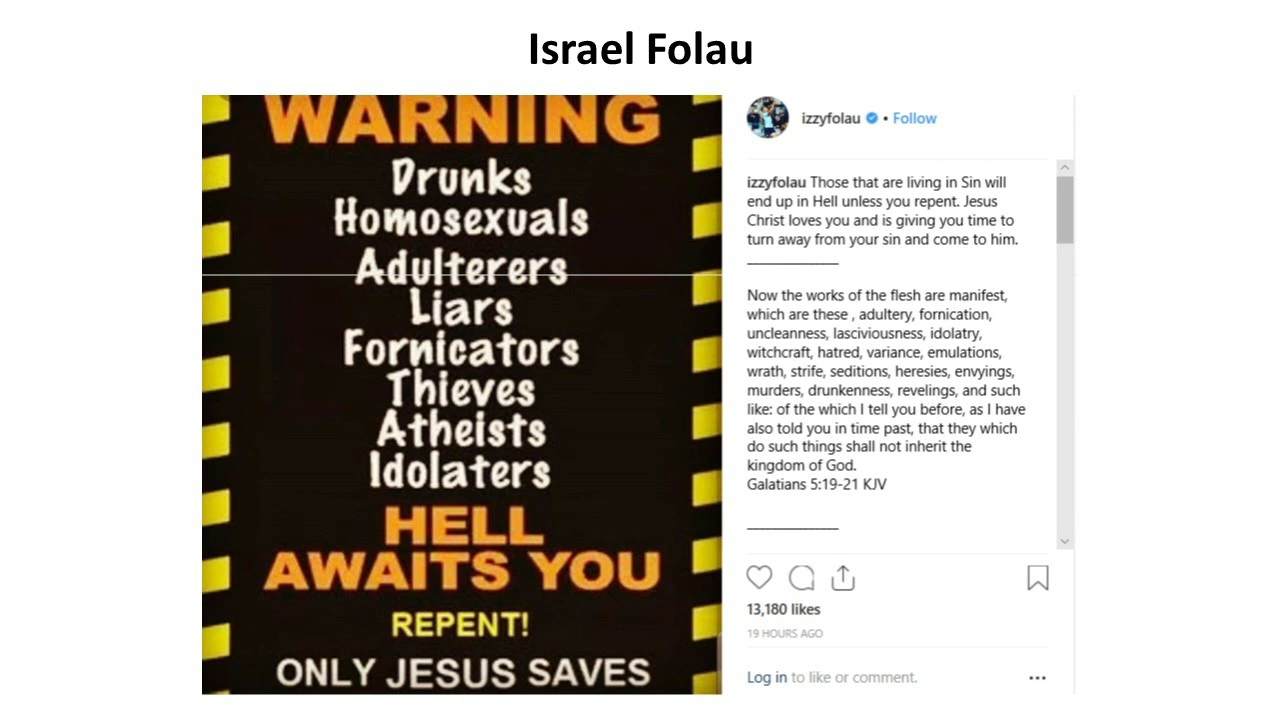 Israel Folau
WARNING
Drunks
Homosexuals
Adulterers
Liars
Fornicators
Thieves
Atheists
Idolaters
HELL
AWAITS YOU
REPENT!
ONLY JESUS SAVES
izzyfolau • Follow
izzyfolau Those that are living in Sin will
end up in Hell unless you repent. Jesus
Christ loves you and is giving you time to
turn away from your sin and come to him.
_______________
Now the works of the flesh are manifest,
which are these , adultery, fornication,
uncleanness, lasciviousness, idolatry,
witchcraft, hatred, variance, emulations,
wrath, strife, seditions, heresies, envyings,
murders, drunkenness, revelings, and such
like: of the which I tell you before, as I have
also told you in time past, that they which
do such things shall not inherit the
kingdom of God.
Galatians 5:19-21 KJV
_______________
13,180 likes
19 HOURS AGO
Log in to like or comment.